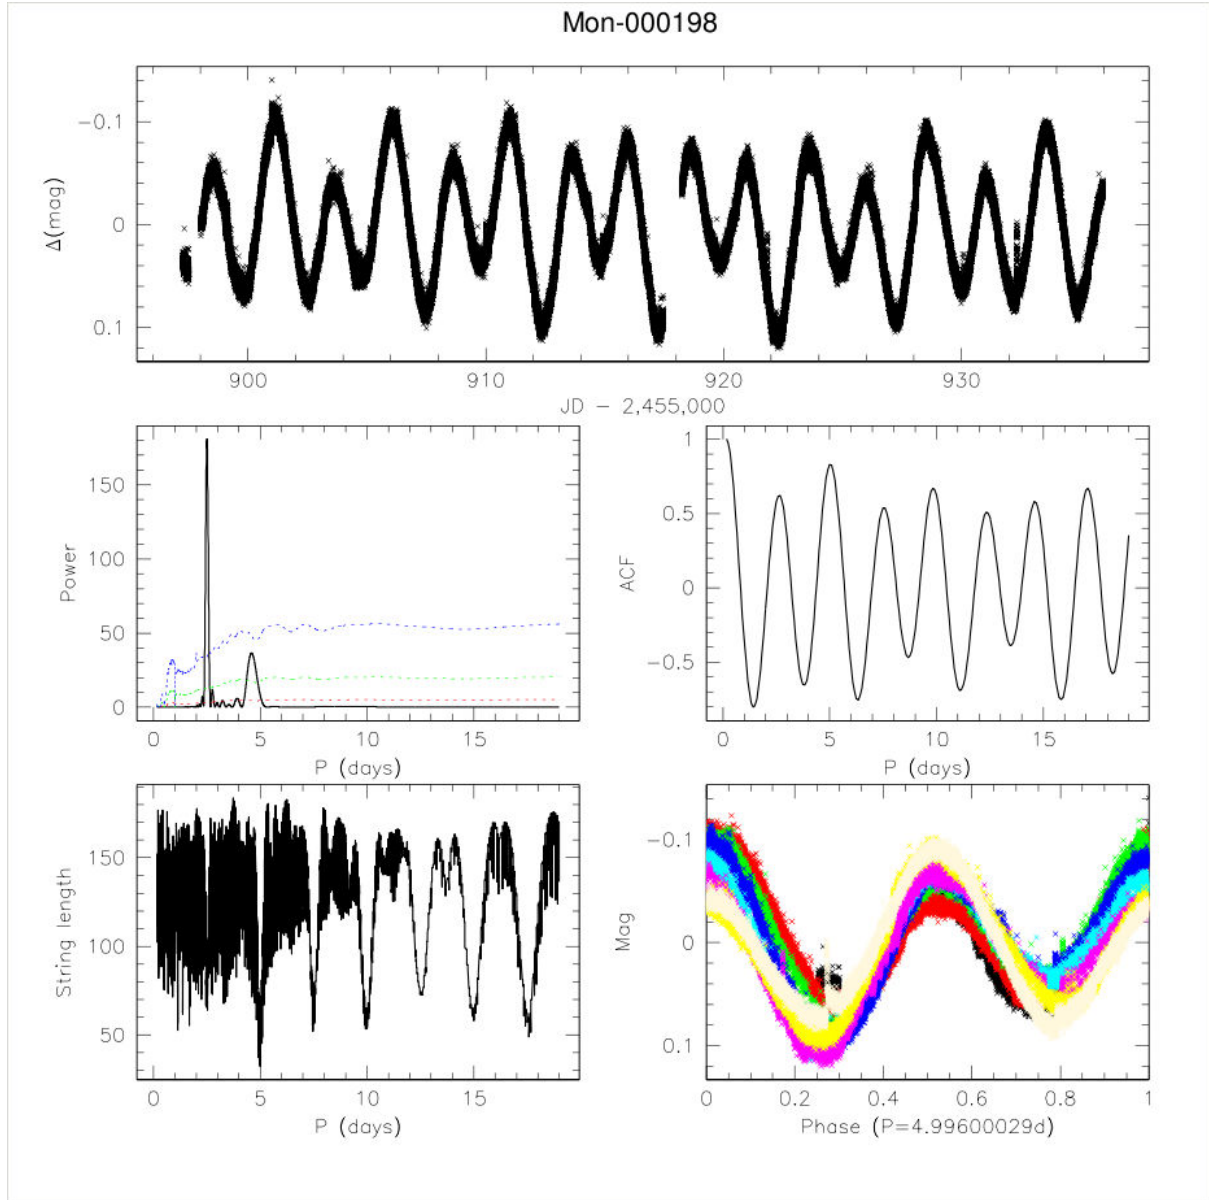 Mon-000198
-0.1
0
0.1
Δ(mag)
900 910 920 930
JD - 2,455,000
150
100
50
0
Power
0 5 10 15
P (days)
1
0.5
0
-0.5
ACF
0 5 10 15
P (days)
150
100
50
String length
0 5 10 15
P (days)
-0.1
0
0.1
Mag
0 0.2 0.4 0.6 0.8 1
Phase (P=4.99600029d)